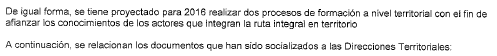 De igual forma, se tiene proyectado para 2016 realizar dos procesos de formación a nivel territorial con el fin de
afianzar los conocimientos de los actores que integran la ruta integral en territorio
A continuación, se relacionan los documentos que han sido socializados a las Direcciones Territoriales: